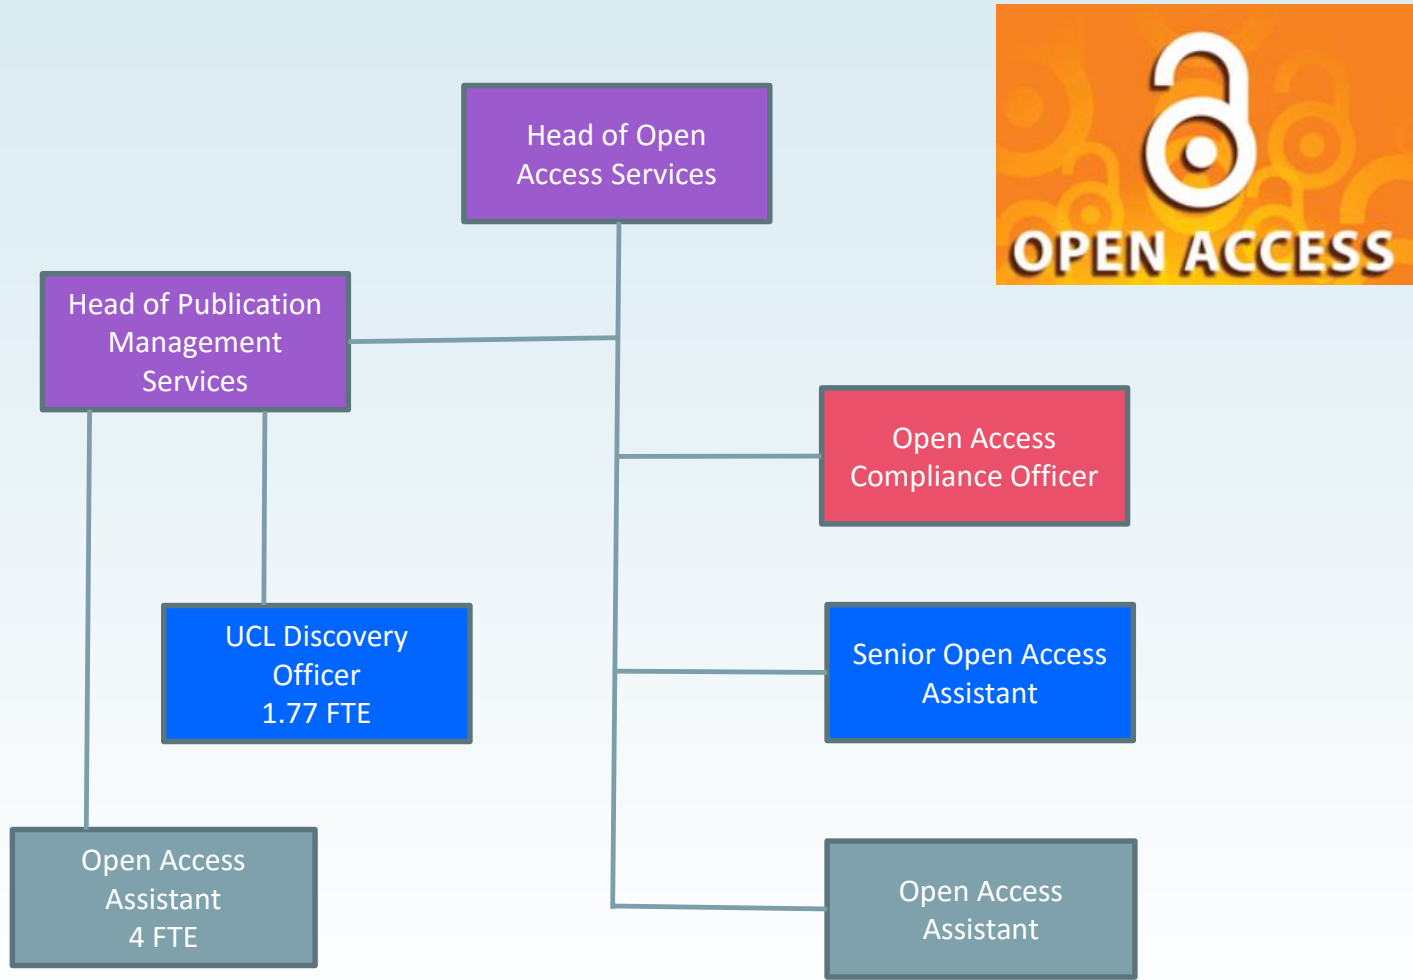 Head of Open
Access Services
OPEN ACCESS
Head of Publication
Management
Services
Open Access
Compliance Officer
UCL Discovery
Officer
1.77 FTE
Senior Open Access
Assistant
Open Access
Assistant
4 FTE
Open Access
Assistant